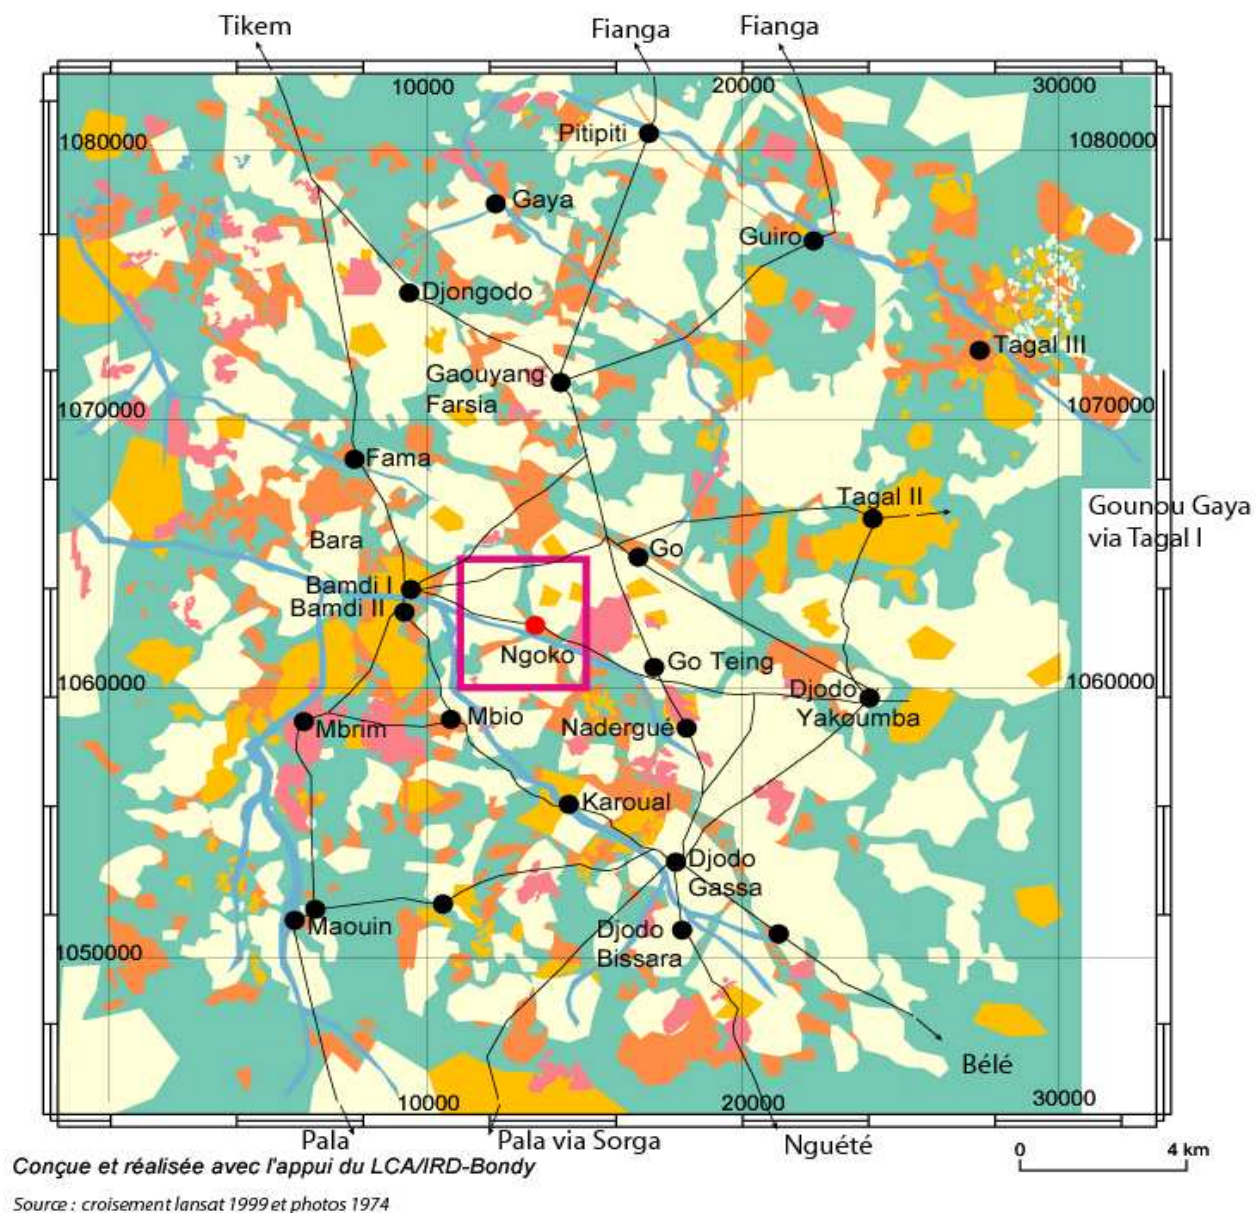 Tikem
Fianga
Fianga
10000
20000
30000
1080000
Pitipiti
1080000
Gaya
Guiro
Djongodo
Tagal III
Gaouyang
Farsia
1070000
1070000
Fama
Tagal II
Gounou Gaya
via Tagal I
Bara
Go
Bamdi I
Bamdi II
Ngoko
Go Teing
1060000
1060000
Djodo
Yakoumba
Mbrim
Mbio
Nadergué
Karoual
Djodo
Gassa
Maouin
Djodo
Bissara
1050000
1050000
Bélé
10000
20000
30000
Pala
Pala via Sorga
Nguété
0
4 km
Conçue et réalisée avec l'appui du LCA/IRD-Bondy
Source : croisement lansat 1999 et photos 1974